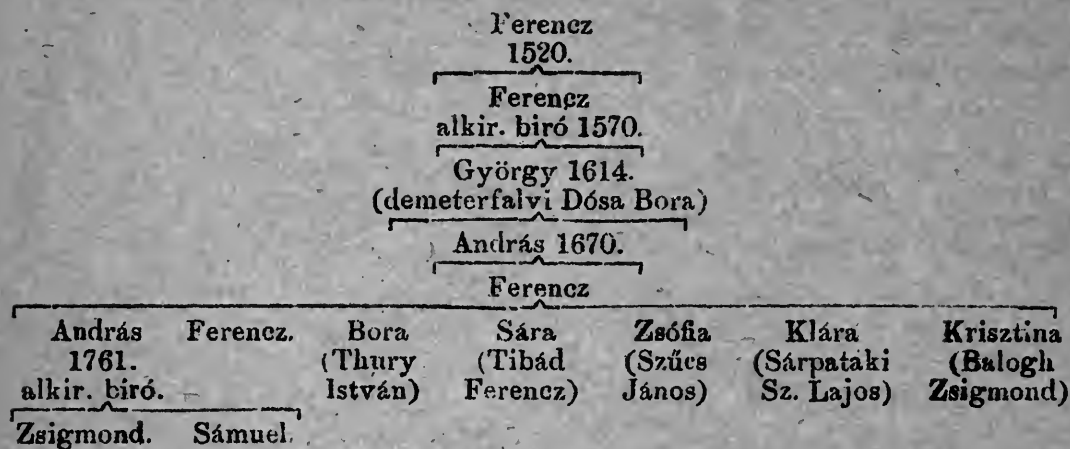 Ferencz
1520.
Ferencz
alkir. biró 1570.
György 1614.
(demeterfalvi Dósa Bora)
András 1670.
Ferencz
András Ferencz. Bora Sára Zsófia Klára Krisztina
1761. (Thury (Tibád (Szűcs (Sárpataki (Balogh
alkir. biró. István) Ferencz) János) Sz. Lajos) Zsigmond)
Zsigmond. Sámuel.